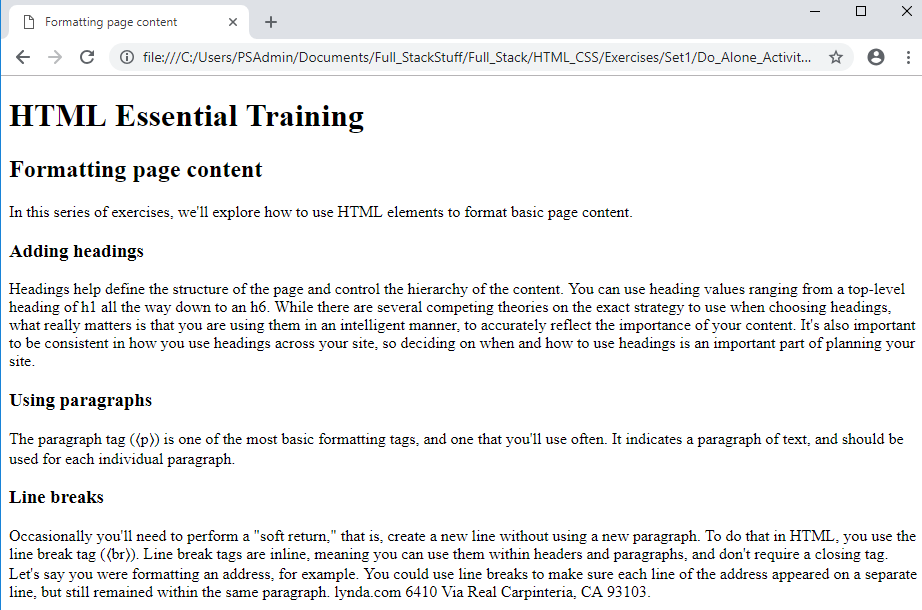 Formatting page content
file:///C:/Users/PSAdmin/Documents/Full_StackStuff/Full_Stack/HTML_CSS/Exercises/Set1/Do_Alone_Activit...
HTML Essential Training
Formatting page content
In this series of exercises, we'll explore how to use HTML elements to format basic page content.
Adding headings
Headings help define the structure of the page and control the hierarchy of the content. You can use heading values ranging from a top-level
heading of h1 all the way down to an h6. While there are several competing theories on the exact strategy to use when choosing headings,
what really matters is that you are using them in an intelligent manner, to accurately reflect the importance of your content. It's also important
to be consistent in how you use headings across your site, so deciding on when and how to use headings is an important part of planning your
site.
Using paragraphs
The paragraph tag (⟨p⟩) is one of the most basic formatting tags, and one that you'll use often. It indicates a paragraph of text, and should be
used for each individual paragraph.
Line breaks
Occasionally you'll need to perform a "soft return," that is, create a new line without using a new paragraph. To do that in HTML, you use the
line break tag (⟨br⟩). Line break tags are inline, meaning you can use them within headers and paragraphs, and don't require a closing tag.
Let's say you were formatting an address, for example. You could use line breaks to make sure each line of the address appeared on a separate
line, but still remained within the same paragraph. lynda.com 6410 Via Real Carpinteria, CA 93103.